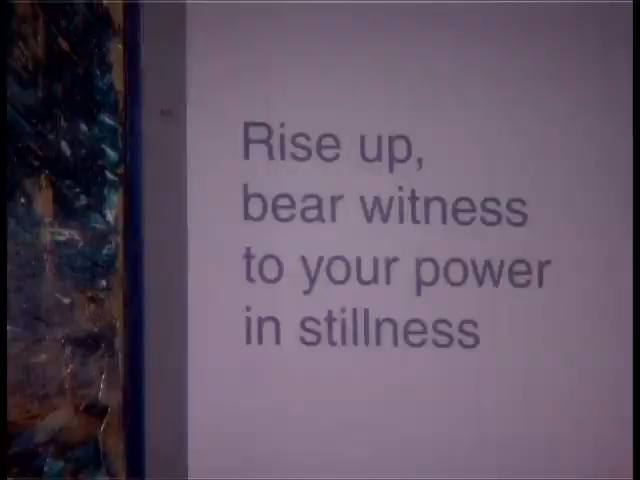 Rise up,
bear witness
to your power
in stillness